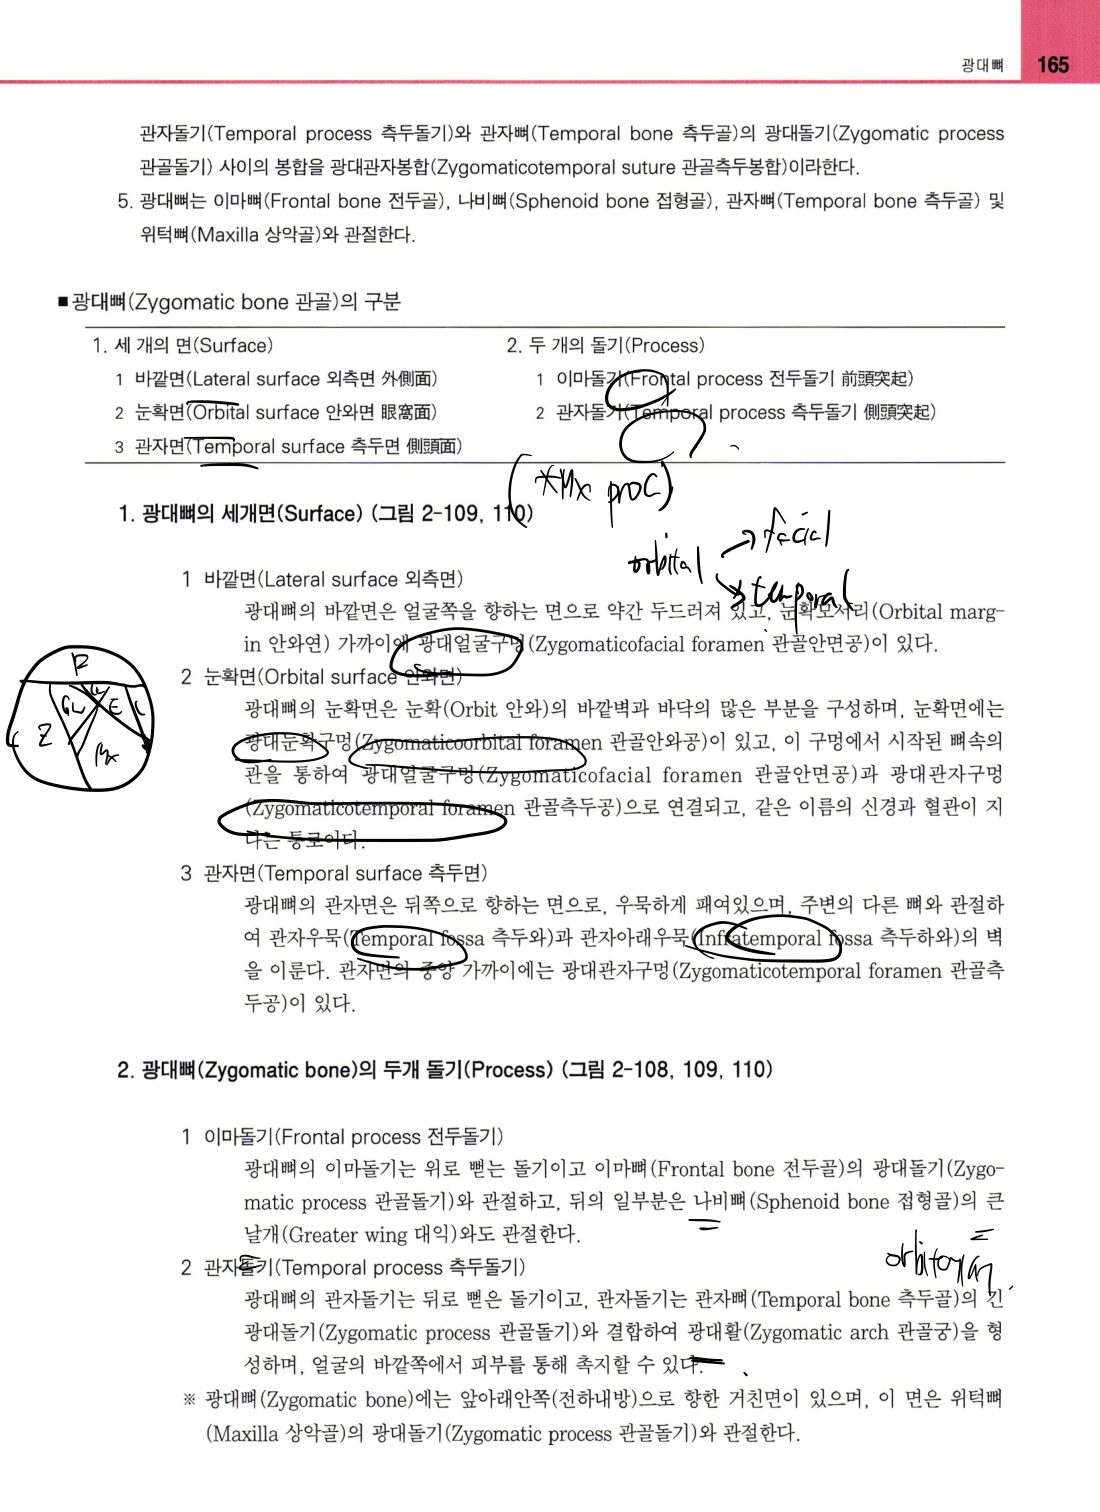 광대뼈 165
관자돌기(Temporal process 측두돌기)와 관자뼈(Temporal bone 측두골)의 광대돌기(Zygomatic process
관골돌기) 사이의 봉합을 광대관자봉합(Zygomaticotemporal suture 관골측두봉합)이라한다.
5. 광대뼈는 이마뼈(Frontal bone 전두골), 나비뼈(Sphenoid bone 접형골), 관자뼈(Temporal bone 측두골) 및
위턱뼈(Maxilla 상악골)와 관절한다.
■ 광대뼈(Zygomatic bone 관골)의 구분
1. 세 개의 면(Surface)
1 바깥면(Lateral surface 외측면 外側面)
2 눈확면(Orbital surface 안와면 眼窩面)
3 관자면(Temporal surface 측두면 側頭面)
2. 두 개의 돌기(Process)
1 이마돌기(Frontal process 전두돌기 前頭突起)
2 관자돌기(Temporal process 측두돌기 側頭突起)
(*Mx proc)
1. 광대뼈의 세개면(Surface) (그림 2-109, 110)
orbital → facial
→ temporal
1 바깥면(Lateral surface 외측면)
광대뼈의 바깥면은 얼굴쪽을 향하는 면으로 약간 두드러져 있고, 눈확모서리(Orbital marg-
in 안와연) 가까이에 광대얼굴구멍(Zygomaticofacial foramen 관골안면공)이 있다.
2 눈확면(Orbital surface 안와면)
광대뼈의 눈확면은 눈확(Orbit 안와)의 바깥벽과 바닥의 많은 부분을 구성하며, 눈확면에는
광대눈확구멍(Zygomaticoorbital foramen 관골안와공)이 있고, 이 구멍에서 시작된 뼈속의
관을 통하여 광대얼굴구멍(Zygomaticofacial foramen 관골안면공)과 광대관자구멍
(Zygomaticotemporal foramen 관골측두공)으로 연결되고, 같은 이름의 신경과 혈관이 지
나는 통로이다.
F
GW E L
Z Mx
3 관자면(Temporal surface 측두면)
광대뼈의 관자면은 뒤쪽으로 향하는 면으로, 우묵하게 패여있으며, 주변의 다른 뼈와 관절하
여 관자우묵(Temporal fossa 측두와)과 관자아래우묵(Infratemporal fossa 측두하와)의 벽
을 이룬다. 관자면의 중앙 가까이에는 광대관자구멍(Zygomaticotemporal foramen 관골측
두공)이 있다.
2. 광대뼈(Zygomatic bone)의 두개 돌기(Process) (그림 2-108, 109, 110)
1 이마돌기(Frontal process 전두돌기)
광대뼈의 이마돌기는 위로 뻗는 돌기이고 이마뼈(Frontal bone 전두골)의 광대돌기(Zygo-
matic process 관골돌기)와 관절하고, 뒤의 일부분은 나비뼈(Sphenoid bone 접형골)의 큰
날개(Greater wing 대익)와도 관절한다.
2 관자돌기(Temporal process 측두돌기)
광대뼈의 관자돌기는 뒤로 뻗은 돌기이고, 관자돌기는 관자뼈(Temporal bone 측두골)의 긴
광대돌기(Zygomatic process 관골돌기)와 결합하여 광대활(Zygomatic arch 관골궁)을 형
성하며, 얼굴의 바깥쪽에서 피부를 통해 촉지할 수 있다.
※ 광대뼈(Zygomatic bone)에는 앞아래안쪽(전하내방)으로 향한 거친면이 있으며, 이 면은 위턱뼈
(Maxilla 상악골)의 광대돌기(Zygomatic process 관골돌기)와 관절한다.